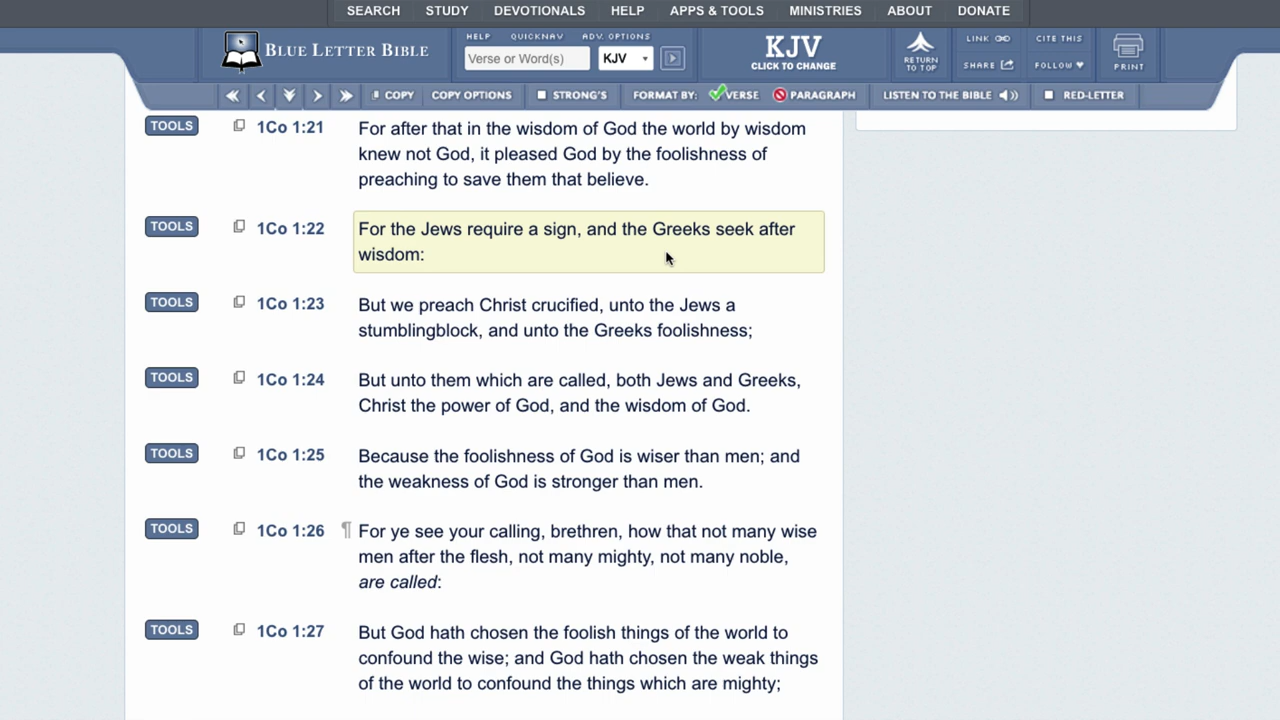 SEARCH STUDY DEVOTIONALS HELP APPS & TOOLS MINISTRIES ABOUT DONATE
BLUE LETTER BIBLE
HELP QUICKNAV ADV. OPTIONS
Verse or Word(s) KJV
KJV
CLICK TO CHANGE
RETURN
TO TOP
LINK CITE THIS
SHARE FOLLOW
PRINT
COPY COPY OPTIONS STRONG'S FORMAT BY: VERSE PARAGRAPH LISTEN TO THE BIBLE RED-LETTER
TOOLS 1Co 1:21 For after that in the wisdom of God the world by wisdom
knew not God, it pleased God by the foolishness of
preaching to save them that believe.
TOOLS 1Co 1:22 For the Jews require a sign, and the Greeks seek after
wisdom:
TOOLS 1Co 1:23 But we preach Christ crucified, unto the Jews a
stumblingblock, and unto the Greeks foolishness;
TOOLS 1Co 1:24 But unto them which are called, both Jews and Greeks,
Christ the power of God, and the wisdom of God.
TOOLS 1Co 1:25 Because the foolishness of God is wiser than men; and
the weakness of God is stronger than men.
TOOLS 1Co 1:26 ¶ For ye see your calling, brethren, how that not many wise
men after the flesh, not many mighty, not many noble,
are called:
TOOLS 1Co 1:27 But God hath chosen the foolish things of the world to
confound the wise; and God hath chosen the weak things
of the world to confound the things which are mighty;